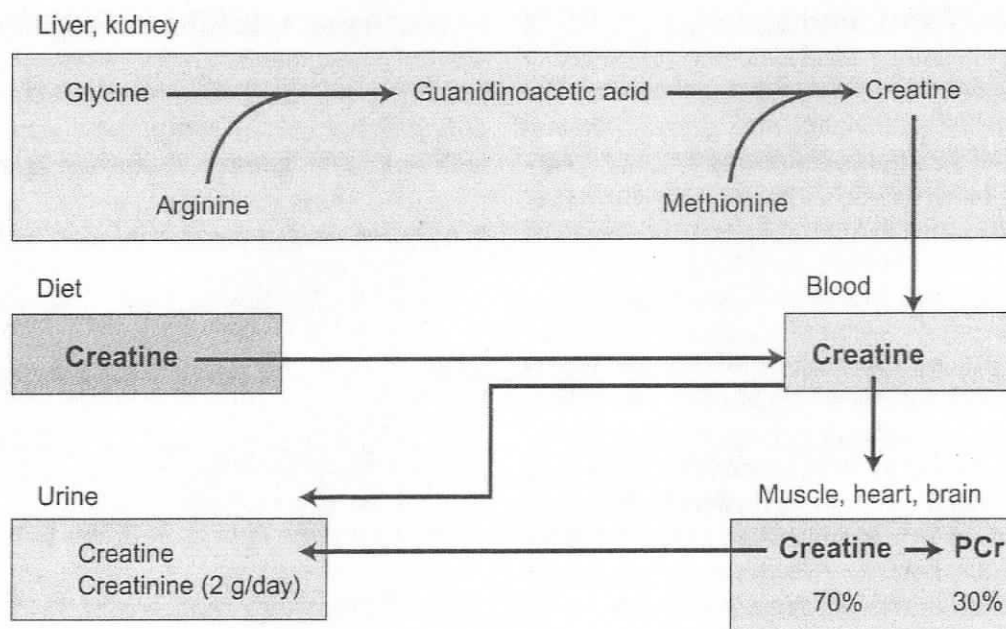 Liver, kidney
Glycine Guanidinoacetic acid Creatine
Arginine Methionine
Diet Blood
Creatine Creatine
Urine Muscle, heart, brain
Creatine Creatine PCr
Creatinine (2 g/day)
70% 30%